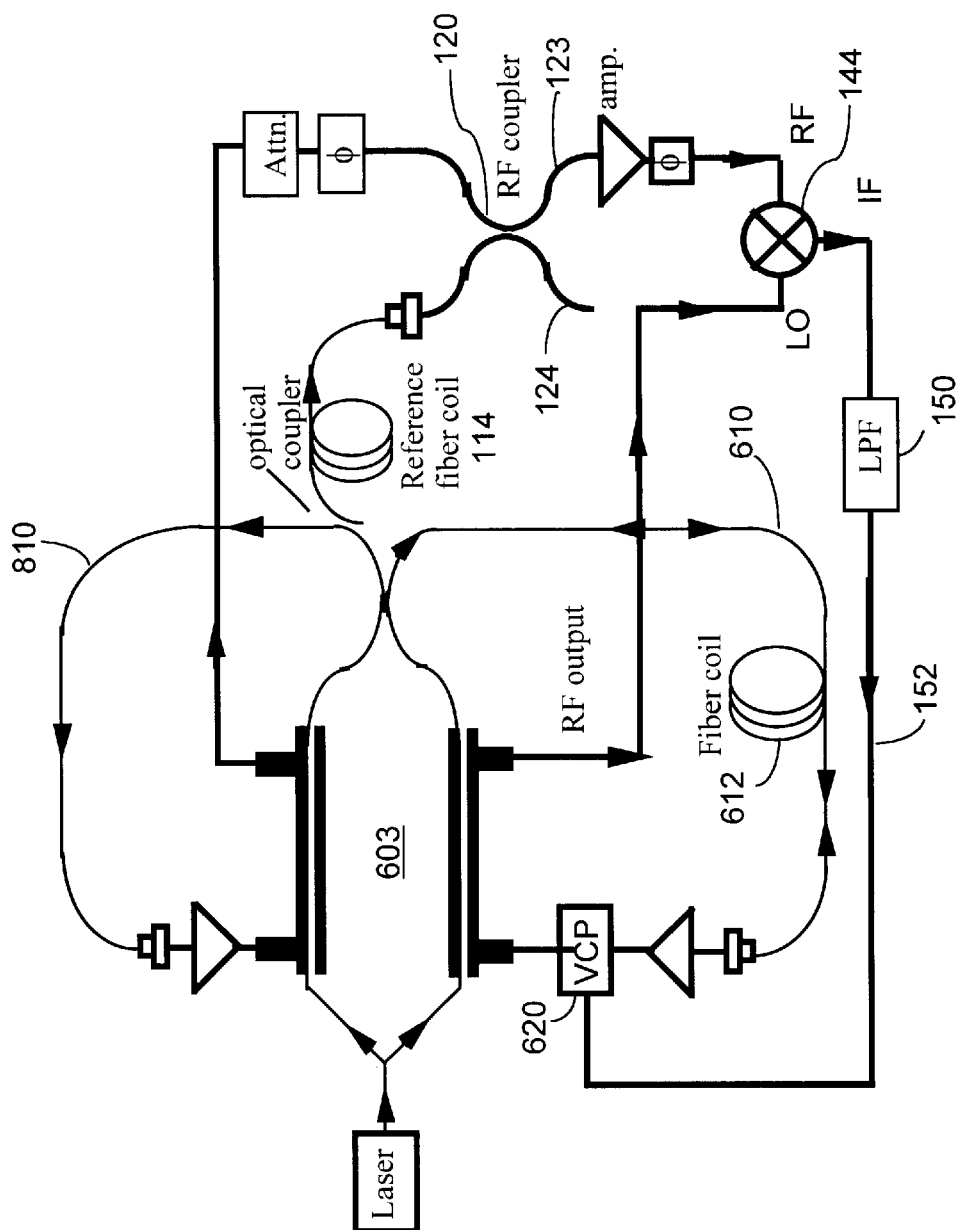 810
120
RF coupler
123
amp.
Attn.
ϕ
ϕ
144
RF
IF
LO
124
optical
coupler
Reference
fiber coil
114
603
RF output
610
LPF
150
Fiber coil
612
152
VCP
620
Laser